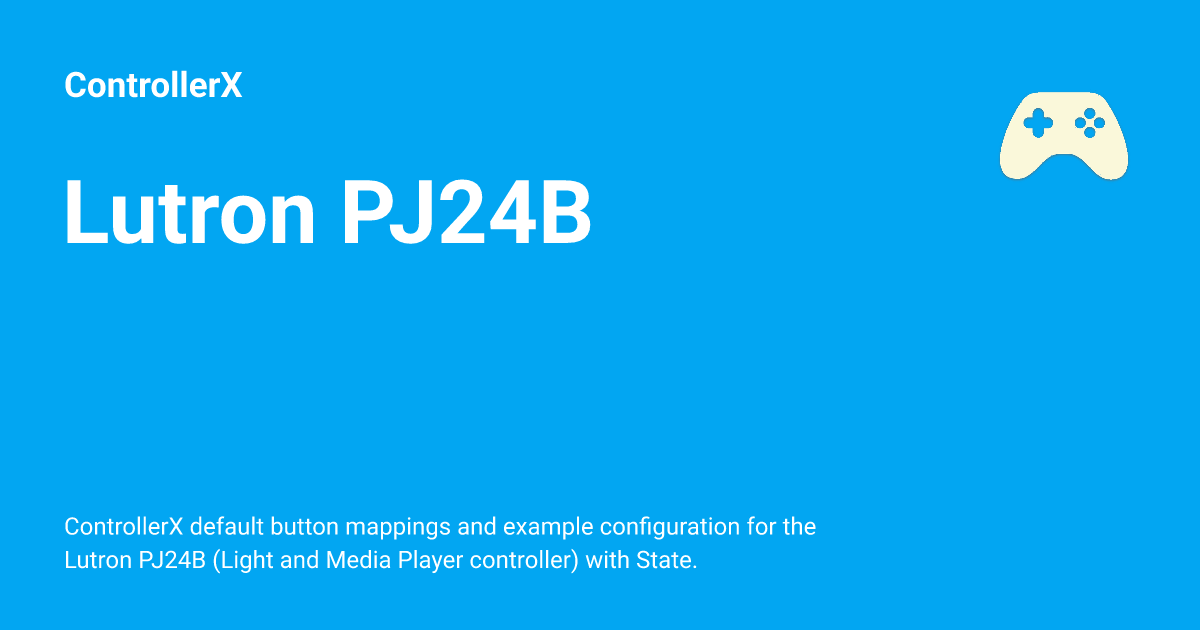 ControllerX
Lutron PJ24B
ControllerX default button mappings and example configuration for the
Lutron PJ24B (Light and Media Player controller) with State.